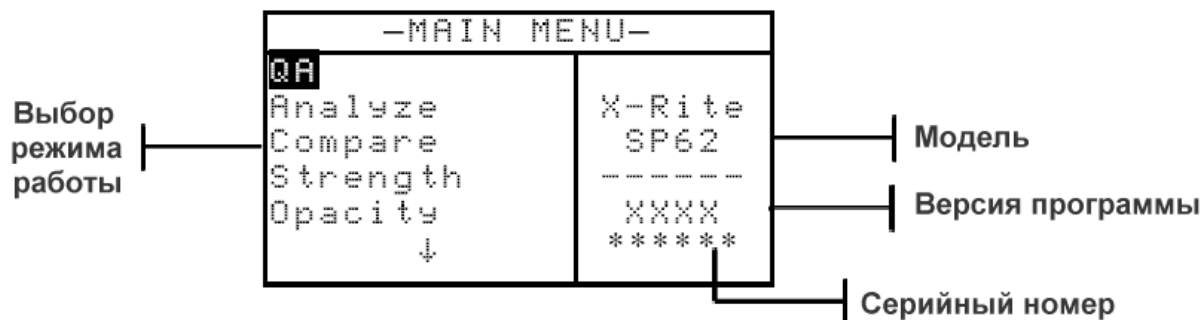 —MAIN MENU—
QA
Analyze
Compare
Strength
Opacity
↓
X-Rite
SP62
------
XXXX
******
Выбор
режима
работы
Модель
Версия программы
Серийный номер